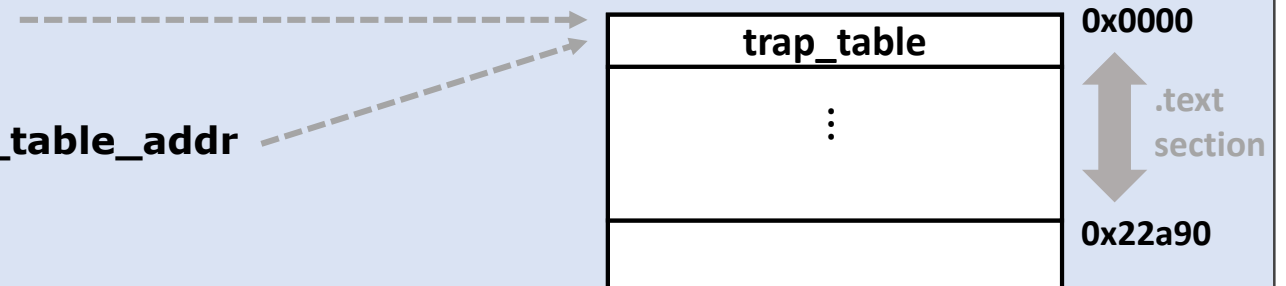 0x0000
trap_table
⋮
.text
section
_table_addr
0x22a90